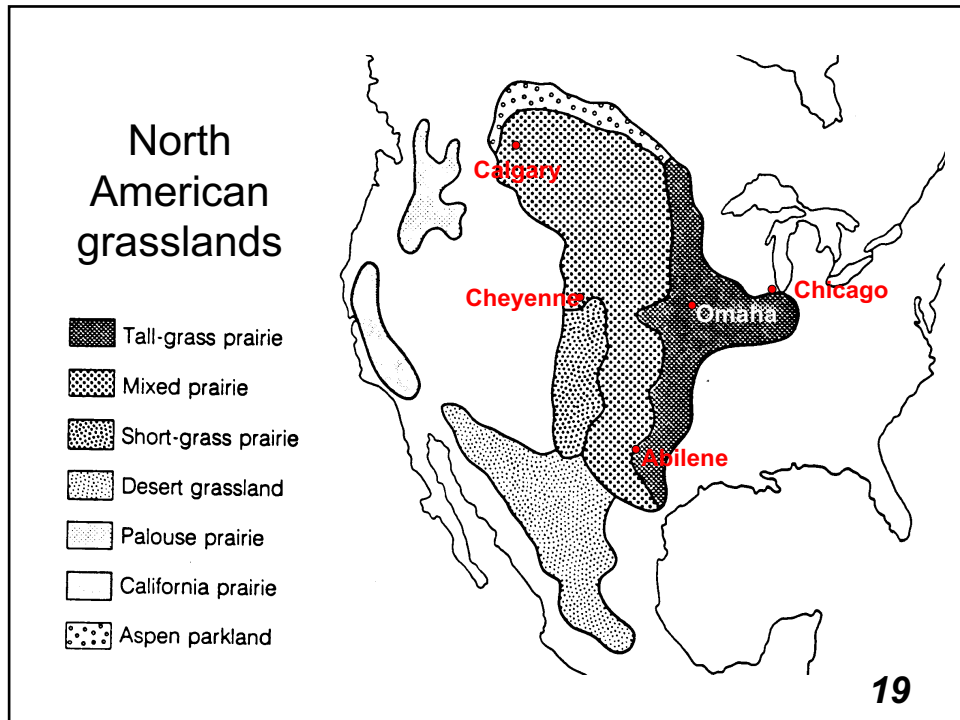 North
American
grasslands
Tall-grass prairie
Mixed prairie
Short-grass prairie
Desert grassland
Palouse prairie
California prairie
Aspen parkland
Calgary
Cheyenne
Chicago
Omaha
Abilene
19